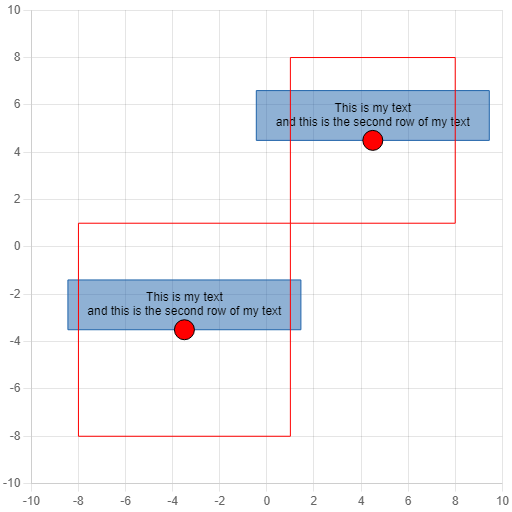 10
8
This is my text
and this is the second row of my text
6
4
2
0
-2
This is my text
and this is the second row of my text
-4
-6
-8
-10
-10 -8 -6 -4 -2 0 2 4 6 8 10